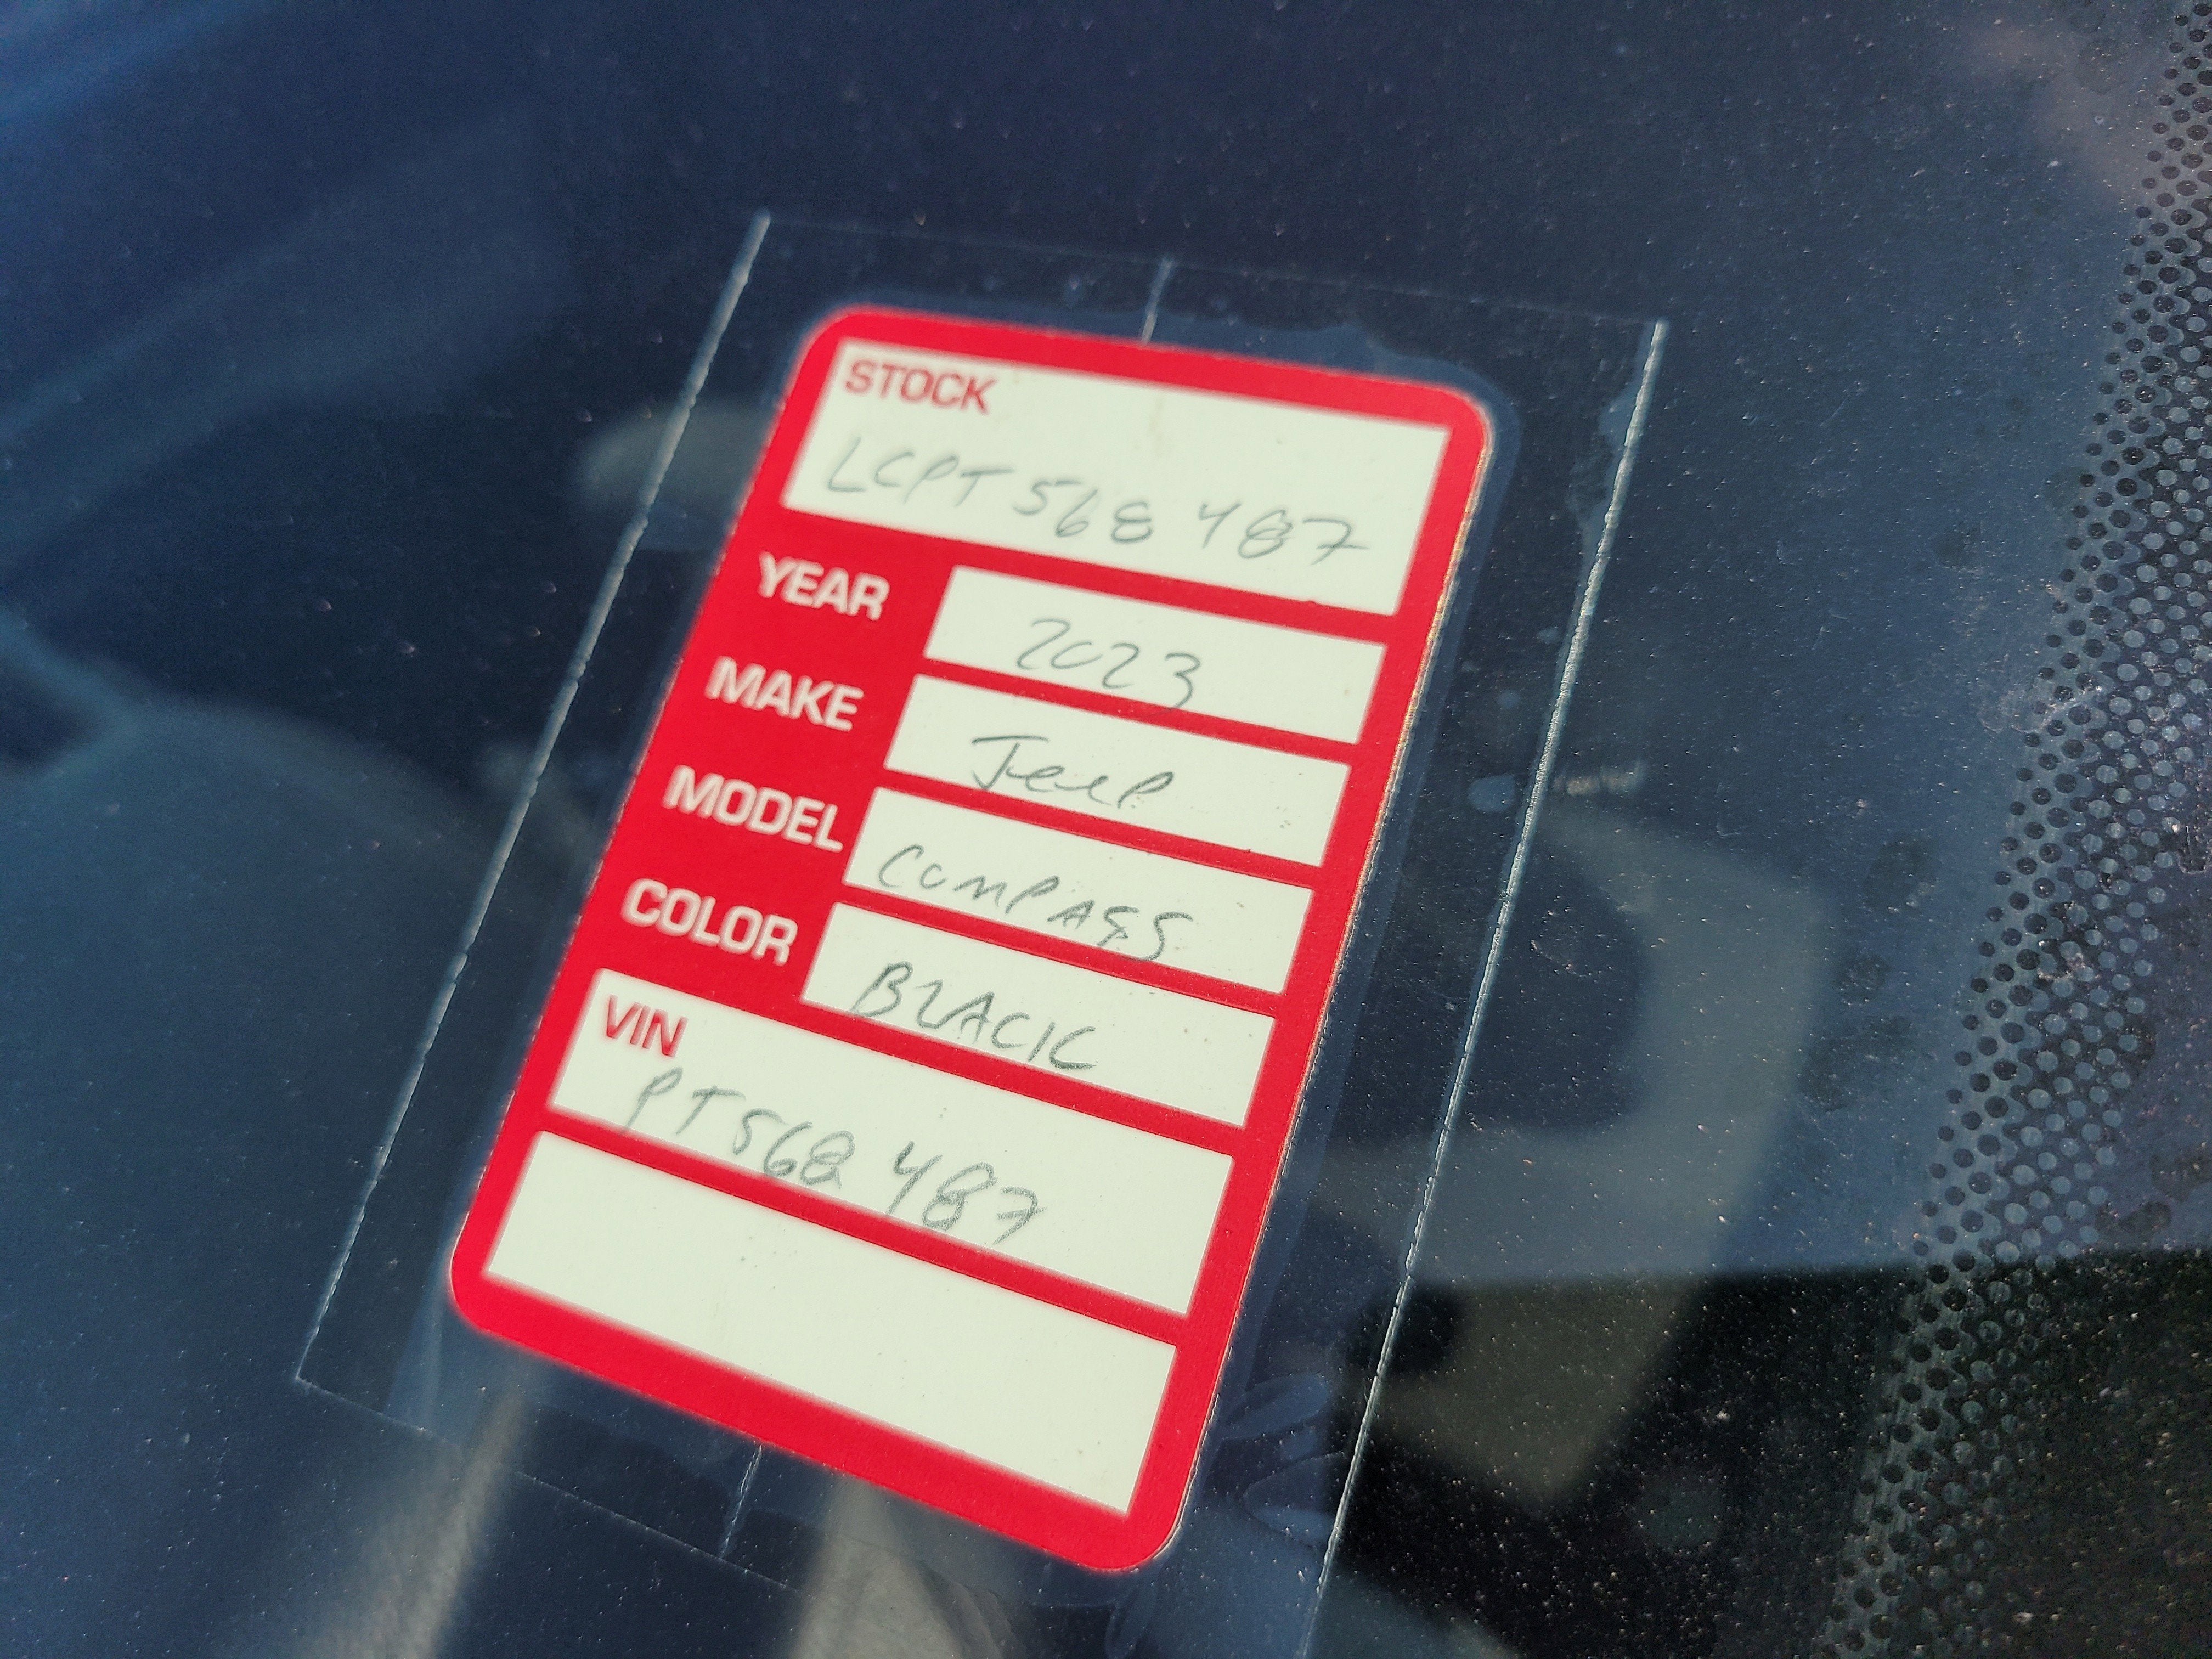 STOCK
LCPT568487
YEAR 2023
MAKE Jeep
MODEL COMPASS
COLOR BLACK
VIN
PT568487